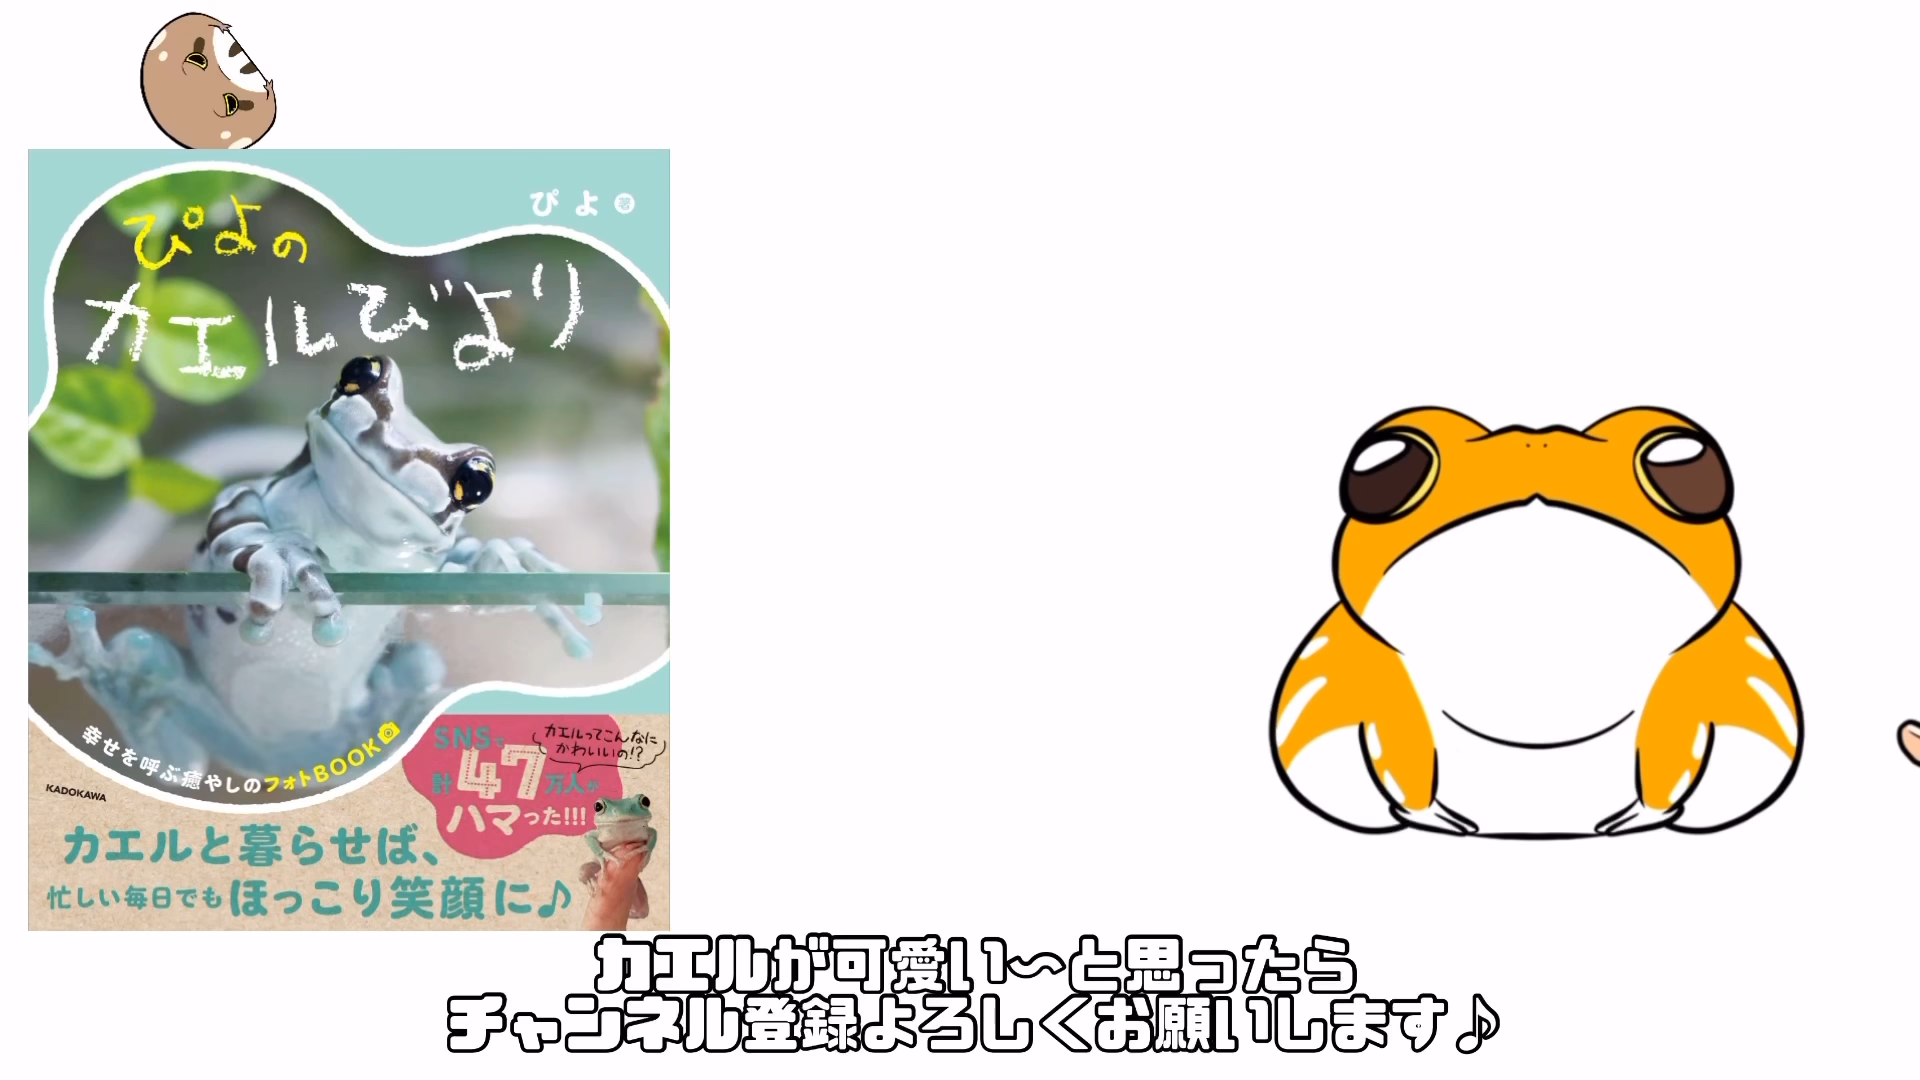 ぴよ 著
ぴよの
カエルびより
幸せを呼ぶ癒やしのフォトBOOK
KADOKAWA
SNSで
計47万人が
ハマった!!!
カエルってこんなに
かわいいの!?
カエルと暮らせば、
忙しい毎日でもほっこり笑顔に♪
カエルが可愛い〜と思ったら
チャンネル登録よろしくお願いします♪